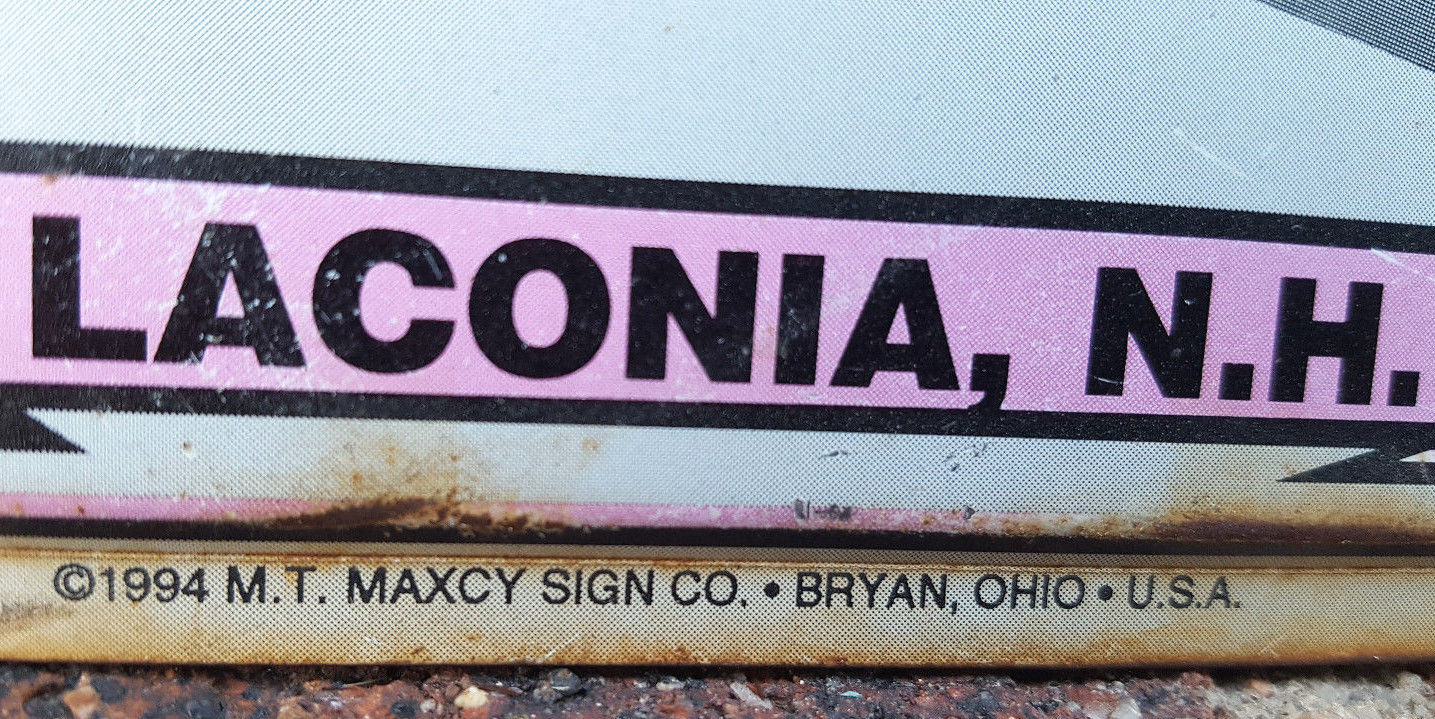 LACONIA, N.H.
©1994 M.T. MAXCY SIGN CO. • BRYAN, OHIO • U.S.A.